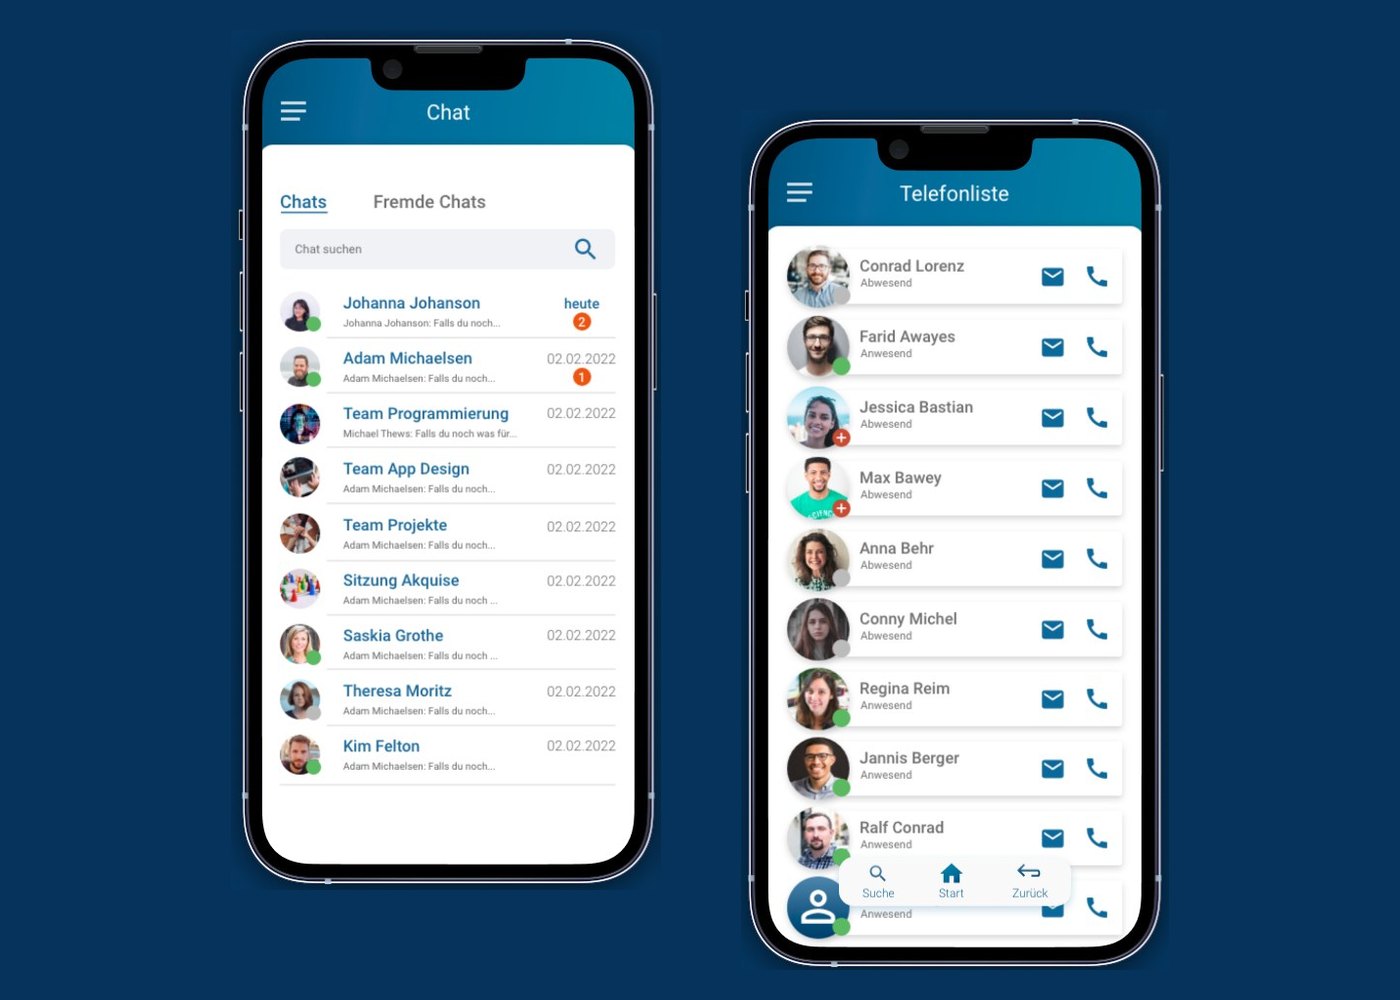 Chat
Chats Fremde Chats
Chat suchen
Johanna Johanson heute
Johanna Johanson: Falls du noch... 2
Adam Michaelsen 02.02.2022
Adam Michaelsen: Falls du noch... 1
Team Programmierung 02.02.2022
Michael Thews: Falls du noch was für...
Team App Design 02.02.2022
Adam Michaelsen: Falls du noch...
Team Projekte 02.02.2022
Adam Michaelsen: Falls du noch...
Sitzung Akquise 02.02.2022
Adam Michaelsen: Falls du noch ...
Saskia Grothe 02.02.2022
Adam Michaelsen: Falls du noch ...
Theresa Moritz 02.02.2022
Adam Michaelsen: Falls du noch...
Kim Felton 02.02.2022
Adam Michaelsen: Falls du noch...
Telefonliste
Conrad Lorenz
Abwesend
Farid Awayes
Anwesend
Jessica Bastian
Abwesend
Max Bawey
Abwesend
Anna Behr
Abwesend
Conny Michel
Abwesend
Regina Reim
Anwesend
Jannis Berger
Anwesend
Ralf Conrad
Anwesend
Suche Start Zurück
Anwesend